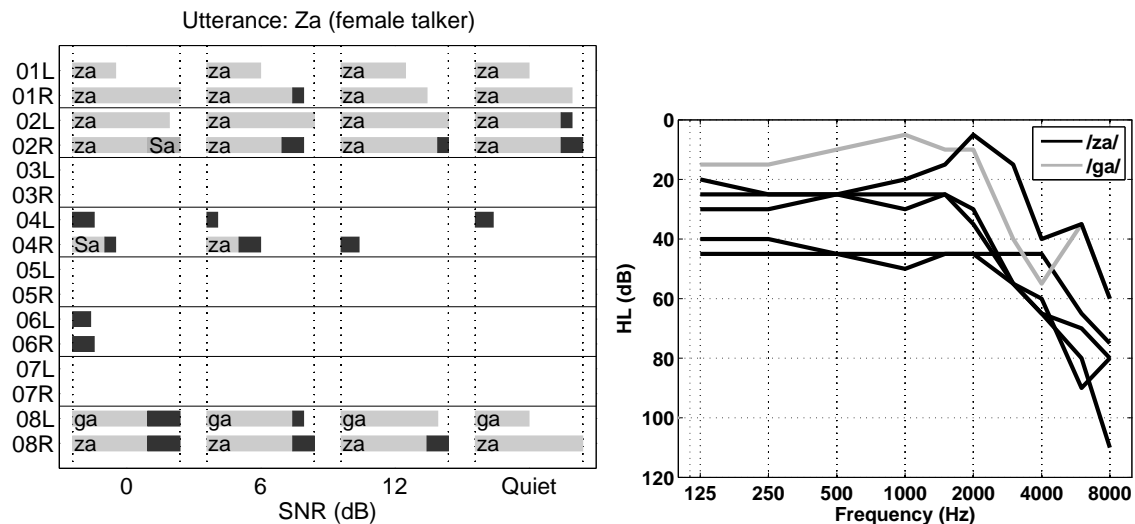 Utterance: Za (female talker)
01L za za za za
01R za za za za
02L za za za za
02R za Sa za za za
03L
03R
04L
04R Sa za
05L
05R
06L
06R
07L
07R
08L ga ga ga ga
08R za za za za
0 6 12 Quiet
SNR (dB)
0
20
40
60
80
100
120
HL (dB)
/za/
/ga/
125 250 500 1000 2000 4000 8000
Frequency (Hz)